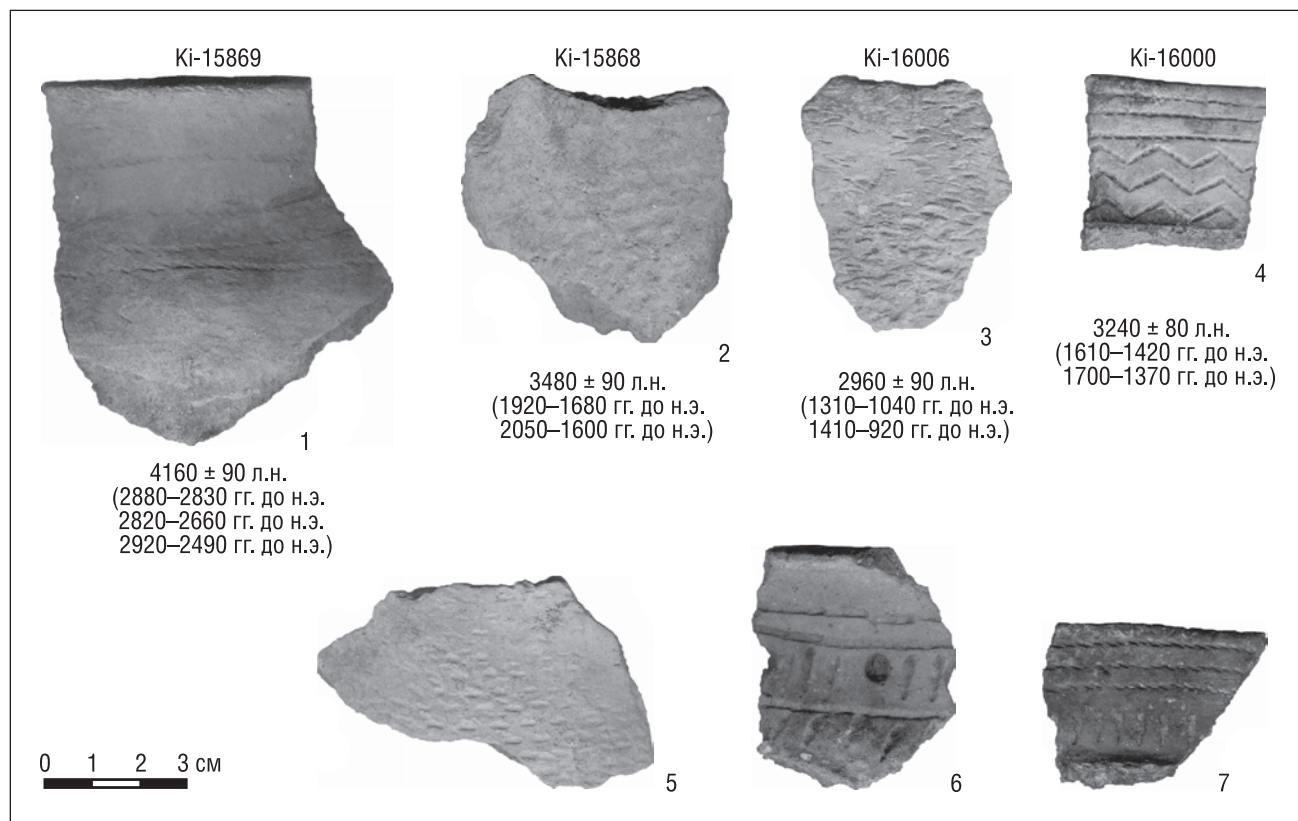 Ki-15869
Ki-15868
Ki-16006
Ki-16000
1
2
3
4
4160 ± 90 л.н.
(2880–2830 гг. до н.э.
2820–2660 гг. до н.э.
2920–2490 гг. до н.э.)
3480 ± 90 л.н.
(1920–1680 гг. до н.э.
2050–1600 гг. до н.э.)
2960 ± 90 л.н.
(1310–1040 гг. до н.э.
1410–920 гг. до н.э.)
3240 ± 80 л.н.
(1610–1420 гг. до н.э.
1700–1370 гг. до н.э.)
0 1 2 3 см
5
6
7